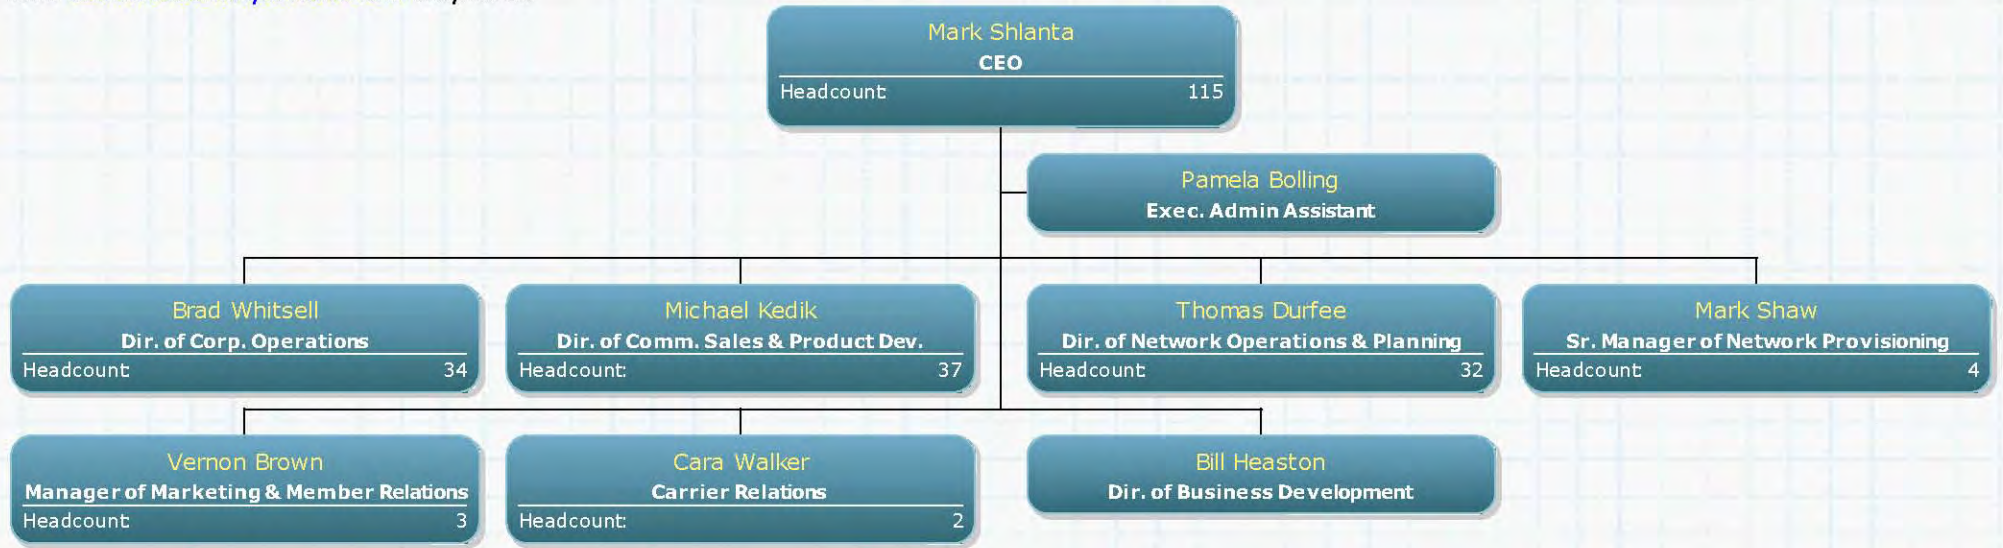 Mark Shlanta
CEO
Headcount: 115
Pamela Bolling
Exec. Admin Assistant
Brad Whitsell
Dir. of Corp. Operations
Headcount: 34
Michael Kedik
Dir. of Comm. Sales & Product Dev.
Headcount: 37
Thomas Durfee
Dir. of Network Operations & Planning
Headcount: 32
Mark Shaw
Sr. Manager of Network Provisioning
Headcount: 4
Vernon Brown
Manager of Marketing & Member Relations
Headcount: 3
Cara Walker
Carrier Relations
Headcount: 2
Bill Heaston
Dir. of Business Development